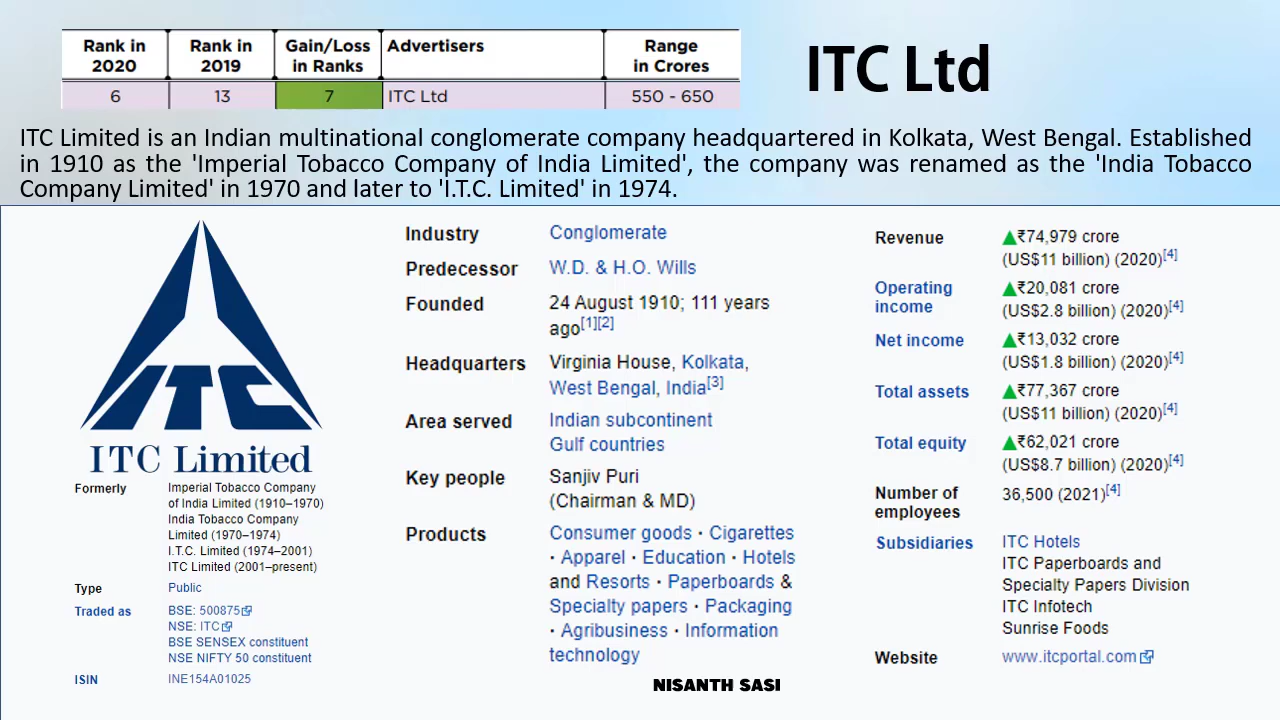 Rank in 2020 Rank in 2019 Gain/Loss in Ranks Advertisers Range in Crores
6 13 7 ITC Ltd 550 - 650
ITC Ltd
ITC Limited is an Indian multinational conglomerate company headquartered in Kolkata, West Bengal. Established
in 1910 as the 'Imperial Tobacco Company of India Limited', the company was renamed as the 'India Tobacco
Company Limited' in 1970 and later to 'I.T.C. Limited' in 1974.
ITC
ITC Limited
Formerly Imperial Tobacco Company
of India Limited (1910–1970)
India Tobacco Company
Limited (1970–1974)
I.T.C. Limited (1974–2001)
ITC Limited (2001–present)
Type Public
Traded as BSE: 500875
NSE: ITC
BSE SENSEX constituent
NSE NIFTY 50 constituent
ISIN INE154A01025
Industry Conglomerate
Predecessor W.D. & H.O. Wills
Founded 24 August 1910; 111 years
ago[1][2]
Headquarters Virginia House, Kolkata,
West Bengal, India[3]
Area served Indian subcontinent
Gulf countries
Key people Sanjiv Puri
(Chairman & MD)
Products Consumer goods · Cigarettes
· Apparel · Education · Hotels
and Resorts · Paperboards &
Specialty papers · Packaging
· Agribusiness · Information
technology
Revenue ▲₹74,979 crore
(US$11 billion) (2020)[4]
Operating income ▲₹20,081 crore
(US$2.8 billion) (2020)[4]
Net income ▲₹13,032 crore
(US$1.8 billion) (2020)[4]
Total assets ▲₹77,367 crore
(US$11 billion) (2020)[4]
Total equity ▲₹62,021 crore
(US$8.7 billion) (2020)[4]
Number of employees 36,500 (2021)[4]
Subsidiaries ITC Hotels
ITC Paperboards and
Specialty Papers Division
ITC Infotech
Sunrise Foods
Website www.itcportal.com
NISANTH SASI